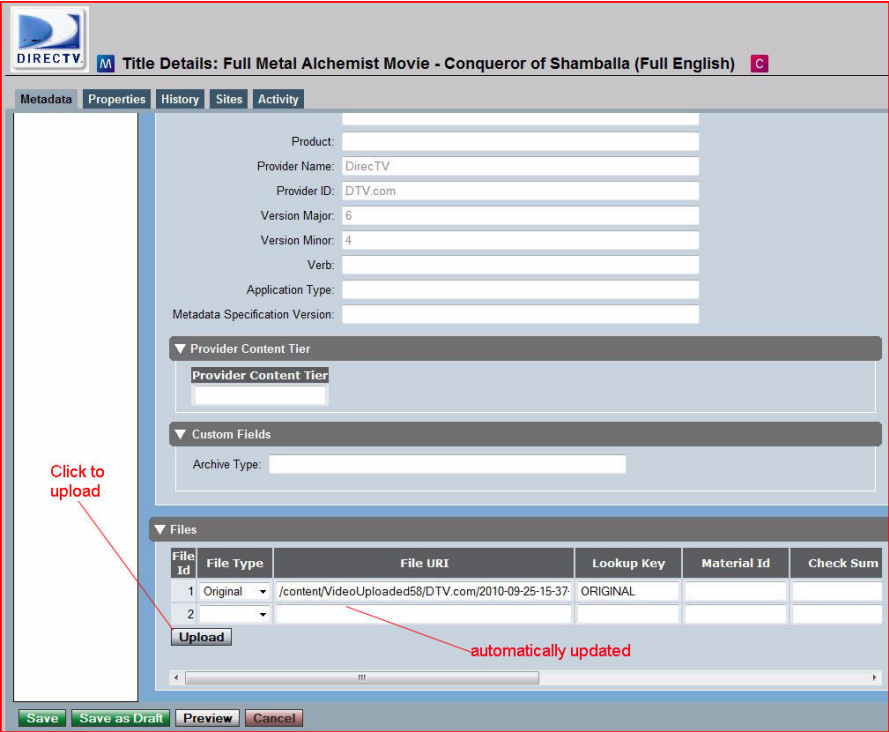 DIRECTV.
M Title Details: Full Metal Alchemist Movie - Conqueror of Shamballa (Full English) C
Metadata Properties History Sites Activity
Product:
Provider Name: DirecTV
Provider ID: DTV.com
Version Major: 6
Version Minor: 4
Verb:
Application Type:
Metadata Specification Version:
Provider Content Tier
Provider Content Tier
Custom Fields
Archive Type:
Click to
upload
Files
File Id File Type File URI Lookup Key Material Id Check Sum
1 Original /content/VideoUploaded58/DTV.com/2010-09-25-15-37- ORIGINAL
2
Upload
automatically updated
Save Save as Draft Preview Cancel